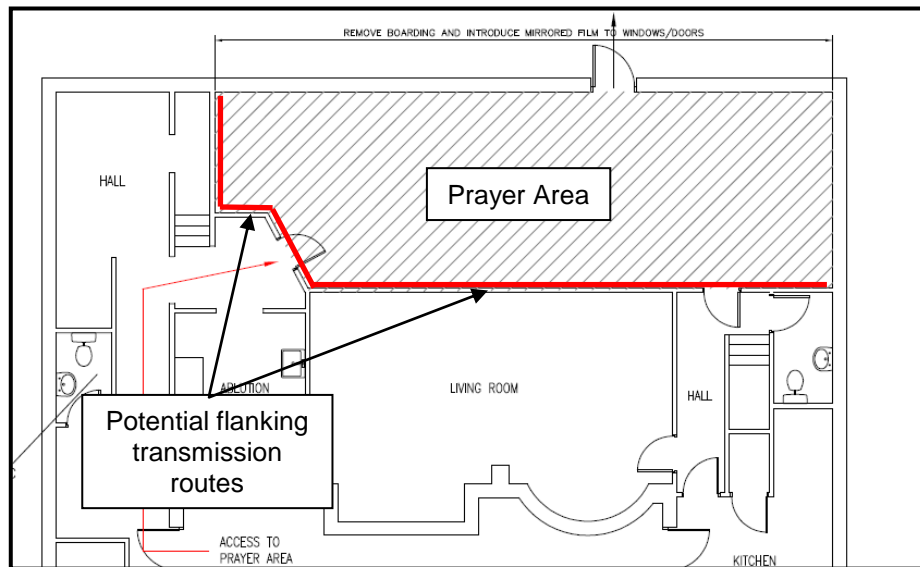 REMOVE BOARDING AND INTRODUCE MIRRORED FILM TO WINDOWS/DOORS
HALL
Prayer Area
ABLUTION
LIVING ROOM
HALL
Potential flanking
transmission
routes
ACCESS TO
PRAYER AREA
KITCHEN